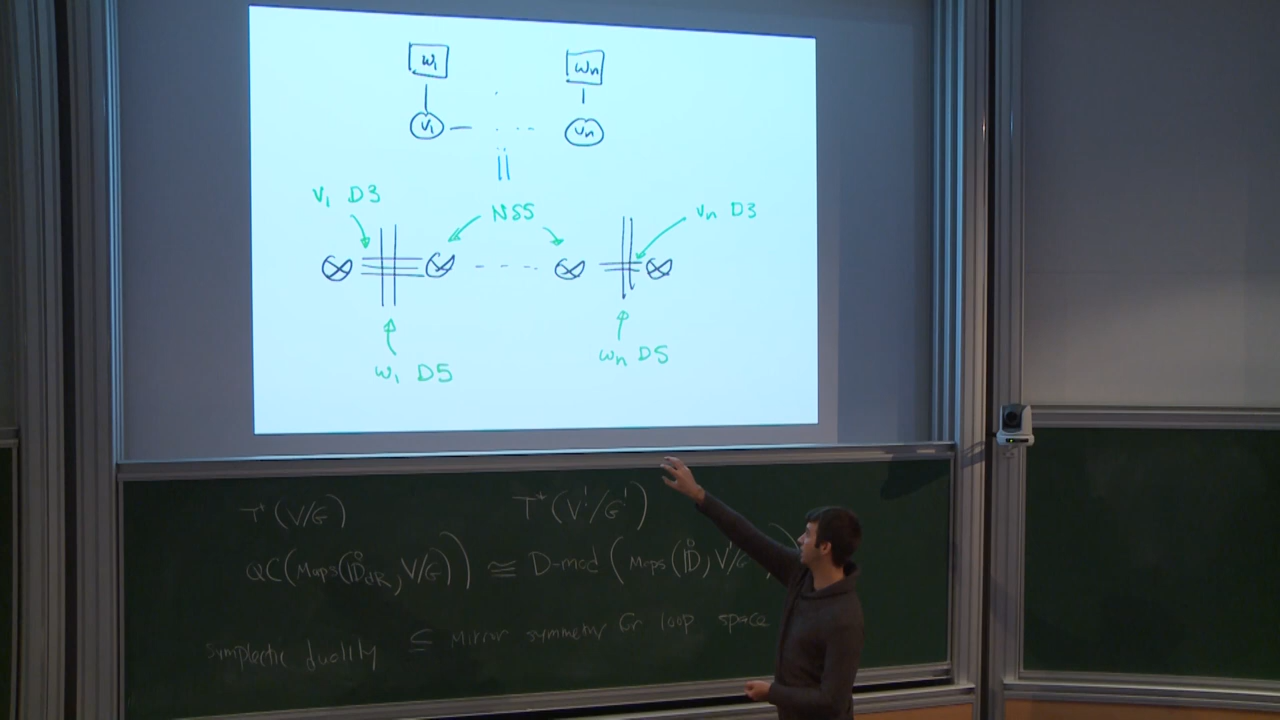 w1 wn
v1 - . . . - vn
v1 D3 NS5 vn D3
w1 D5 wn D5
T*(V/G) T*(V!/G!)
QC(Maps(D̊dR, V/G)) ≅ D-mod (Maps(D̊, V/G
symplectic duality ⊆ Mirror symmetry for loop space